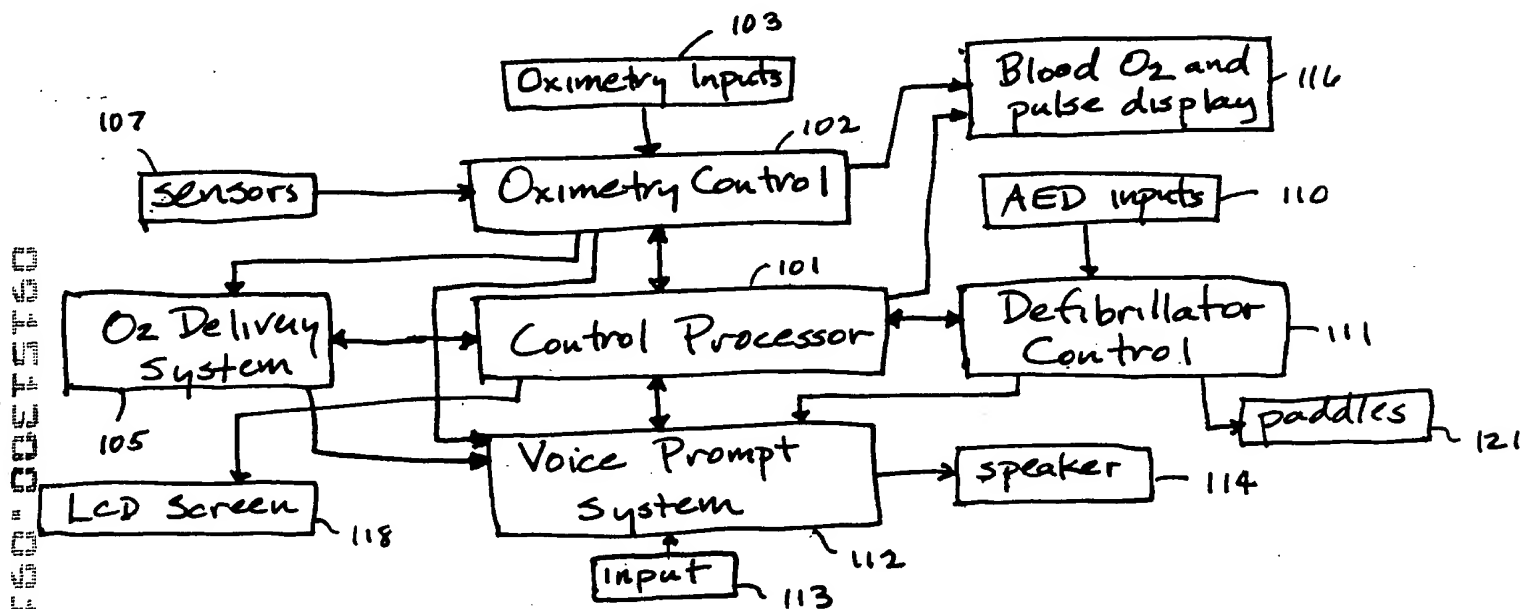 103
Oximetry Inputs
Blood O2 and
pulse display
116
107
102
sensors
Oximetry Control
AED inputs
110
101
O2 Delivery
System
Control Processor
Defibrillator
Control
111
105
paddles
121
Voice Prompt
System
speaker
114
LCD Screen
118
112
input
113